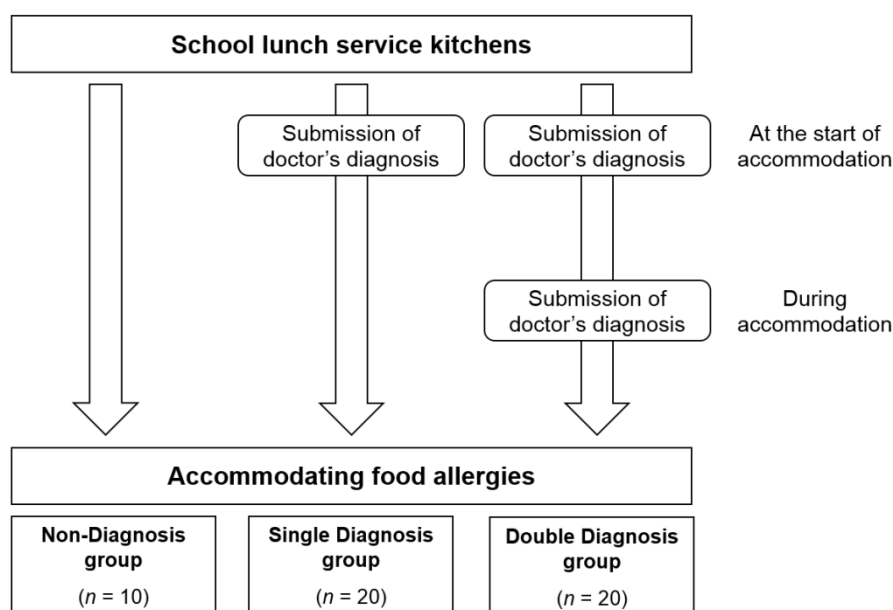 School lunch service kitchens
Submission of
doctor’s diagnosis
Submission of
doctor’s diagnosis
At the start of
accommodation
Submission of
doctor’s diagnosis
During
accommodation
Accommodating food allergies
Non-Diagnosis
group
(n = 10)
Single Diagnosis
group
(n = 20)
Double Diagnosis
group
(n = 20)